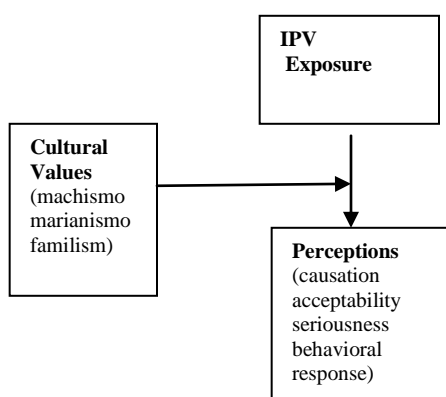 IPV
Exposure
Cultural
Values
(machismo
marianismo
familism)
Perceptions
(causation
acceptability
seriousness
behavioral
response)